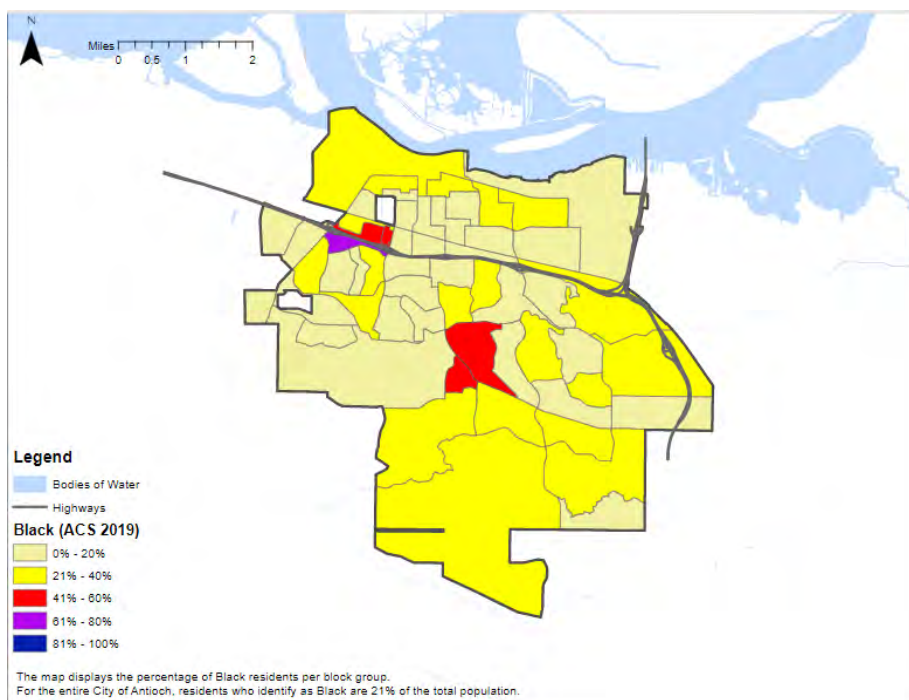 N
Miles
0 0.5 1 2
Legend
Bodies of Water
Highways
Black (ACS 2019)
0% - 20%
21% - 40%
41% - 60%
61% - 80%
81% - 100%
The map displays the percentage of Black residents per block group.
For the entire City of Antioch, residents who identify as Black are 21% of the total population.